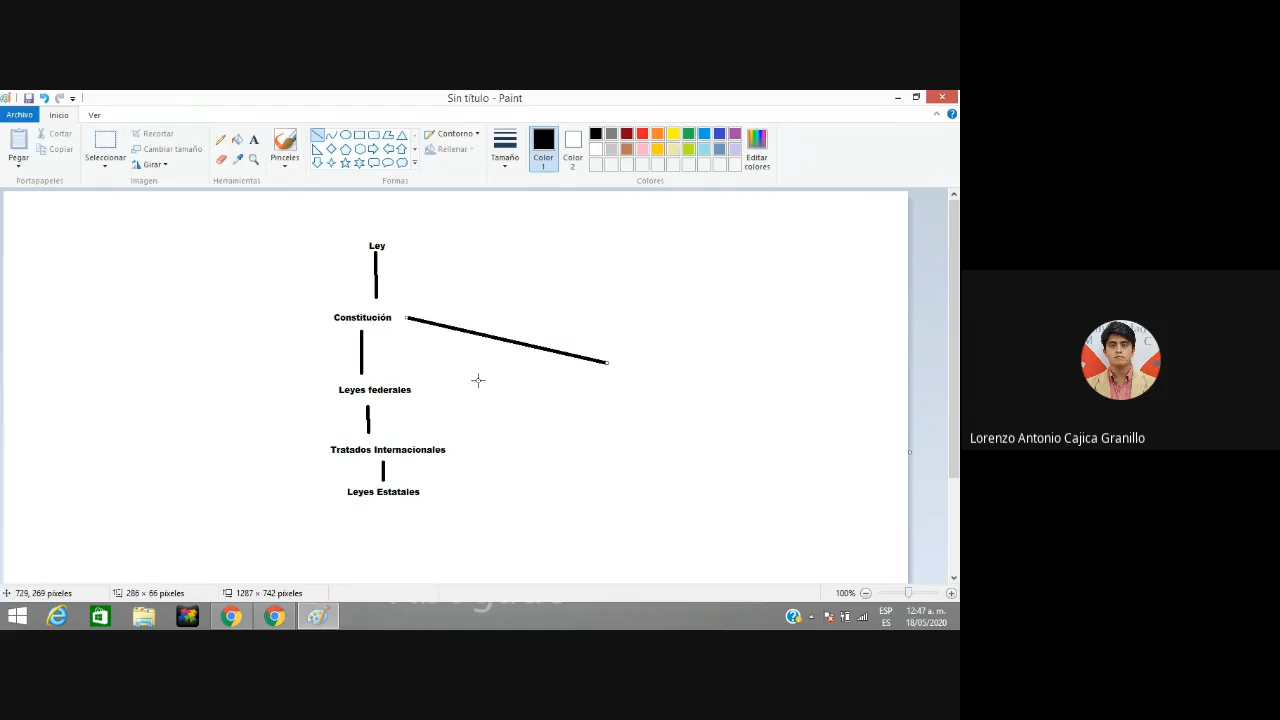 Sin título - Paint
Archivo
Inicio
Ver
Pegar
Cortar
Copiar
Portapapeles
Seleccionar
Recortar
Cambiar tamaño
Girar
Imagen
A
Herramientas
Pinceles
Contorno
Rellenar
Formas
Tamaño
Color
1
Color
2
Editar
colores
Colores
Ley
Constitución
Leyes federales
Tratados Internacionales
Leyes Estatales
Lorenzo Antonio Cajica Granillo
729, 269 píxeles
286 × 66 píxeles
1287 × 742 píxeles
100%
ESP
ES
12:47 a. m.
18/05/2020